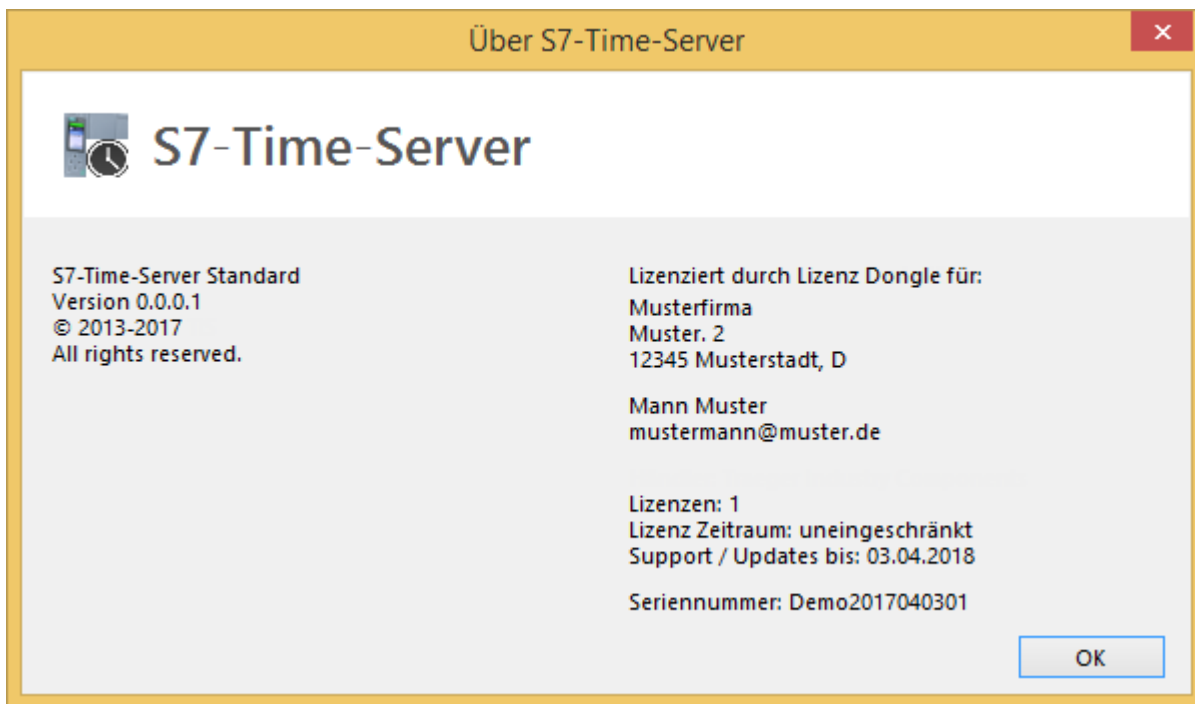 Über S7-Time-Server
S7-Time-Server
S7-Time-Server Standard
Version 0.0.0.1
© 2013-2017
All rights reserved.
Lizenziert durch Lizenz Dongle für:
Musterfirma
Muster. 2
12345 Musterstadt, D
Mann Muster
mustermann@muster.de
Lizenzen: 1
Lizenz Zeitraum: uneingeschränkt
Support / Updates bis: 03.04.2018
Seriennummer: Demo2017040301
OK